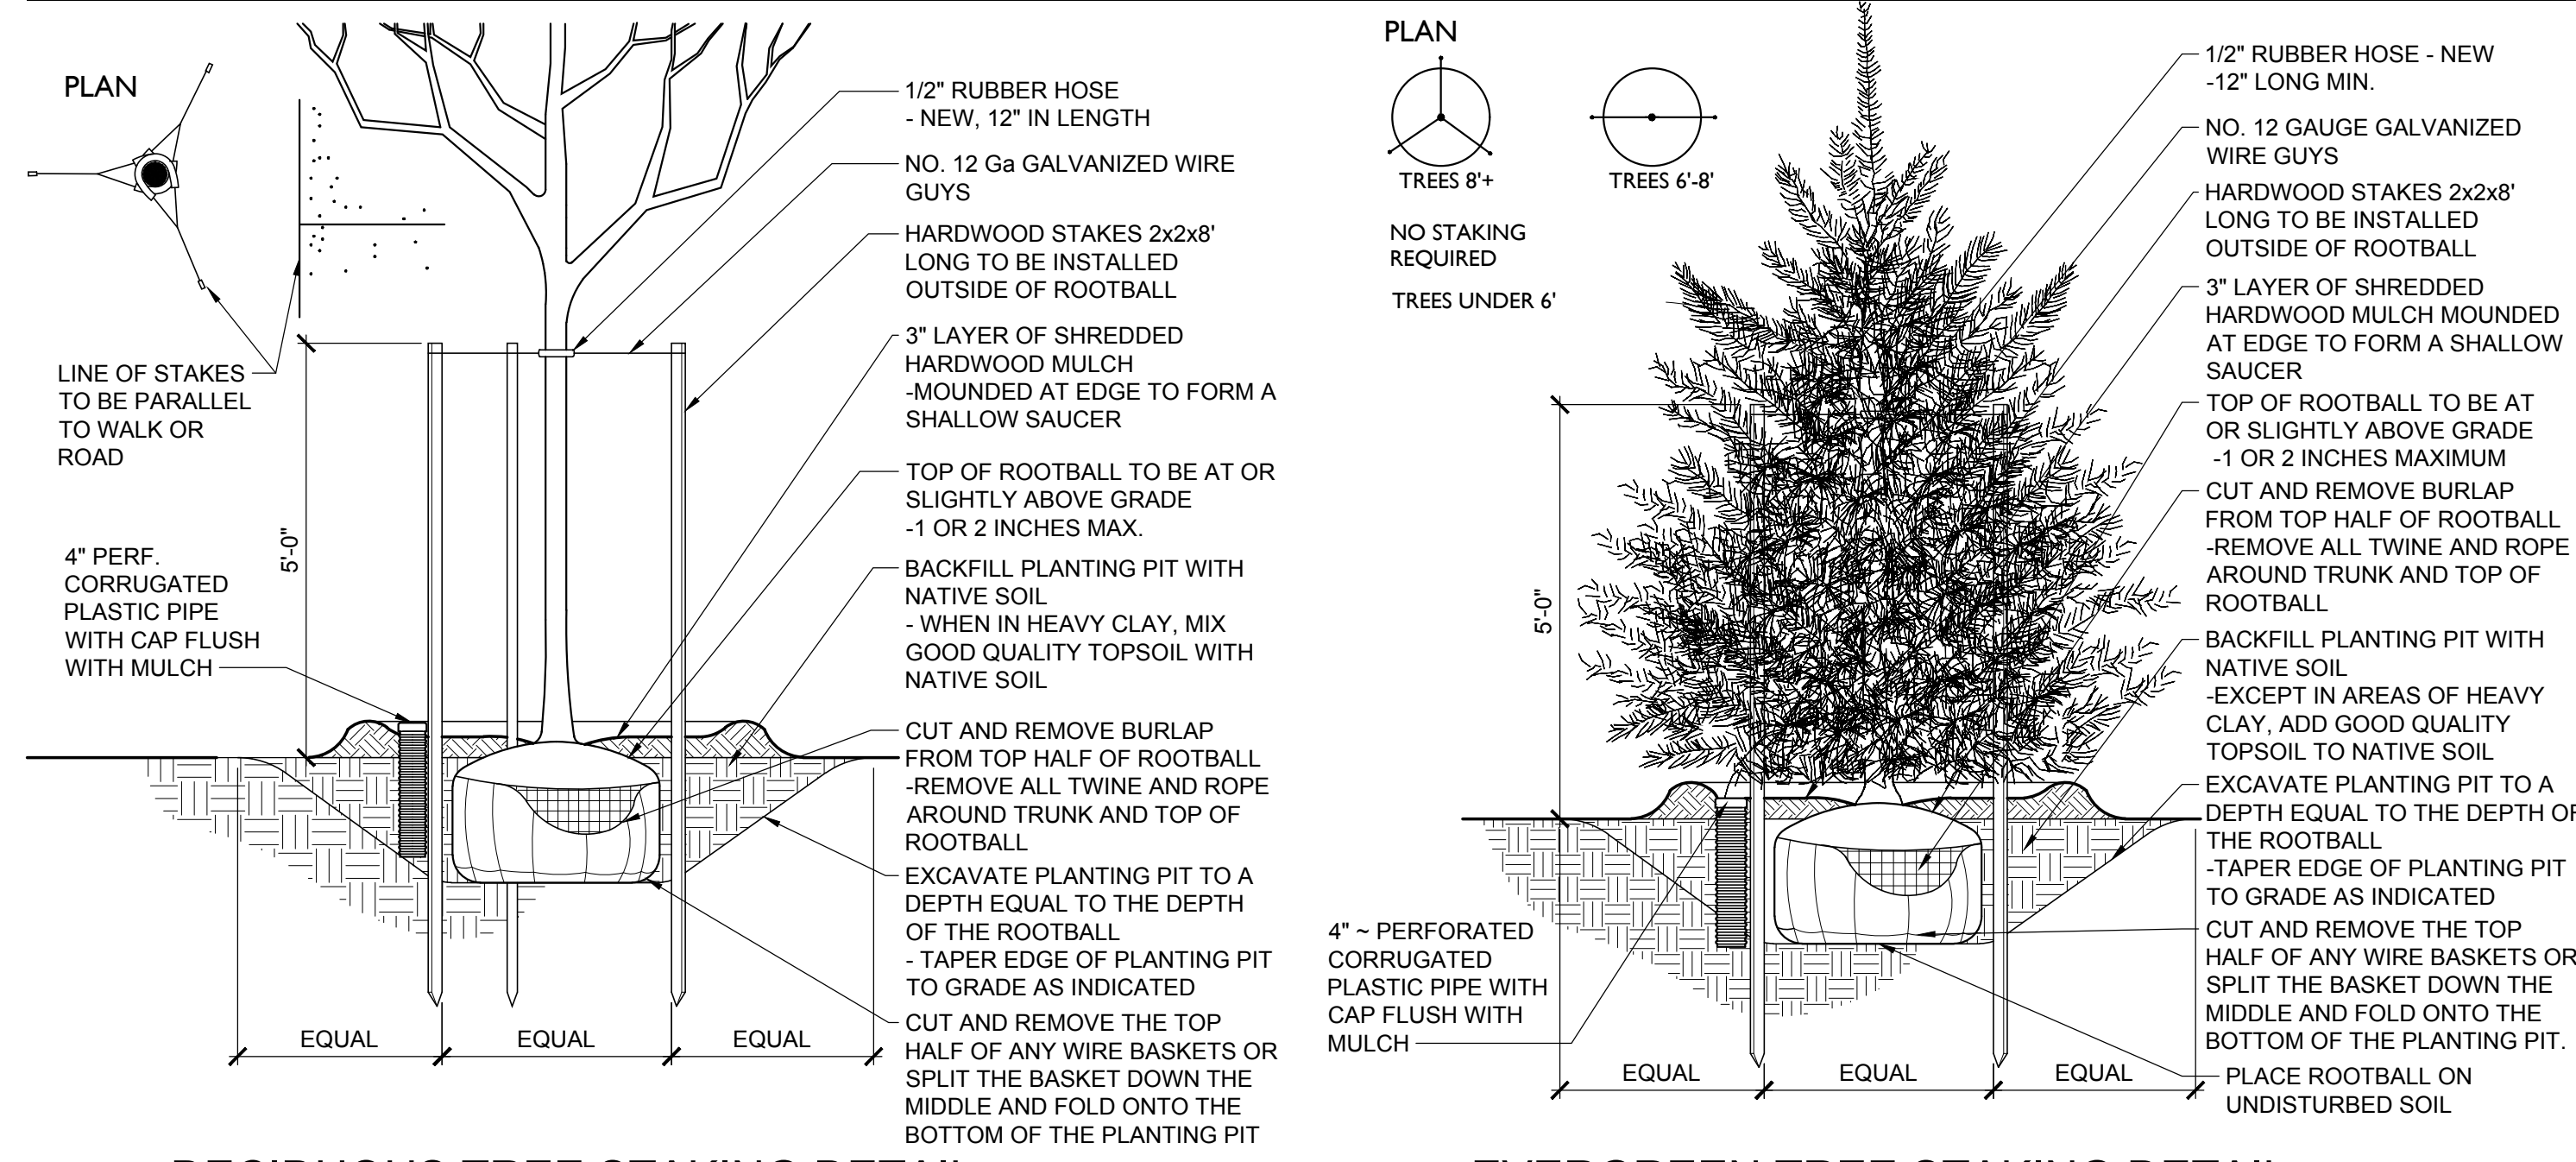 PLAN
1/2" RUBBER HOSE
- NEW, 12" IN LENGTH
NO. 12 Ga GALVANIZED WIRE
GUYS
HARDWOOD STAKES 2x2x8'
LONG TO BE INSTALLED
OUTSIDE OF ROOTBALL
3" LAYER OF SHREDDED
HARDWOOD MULCH
-MOUNDED AT EDGE TO FORM A
SHALLOW SAUCER
LINE OF STAKES
TO BE PARALLEL
TO WALK OR
ROAD
TOP OF ROOTBALL TO BE AT OR
SLIGHTLY ABOVE GRADE
-1 OR 2 INCHES MAX.
5'-0"
4" PERF.
CORRUGATED
PLASTIC PIPE
WITH CAP FLUSH
WITH MULCH
BACKFILL PLANTING PIT WITH
NATIVE SOIL
- WHEN IN HEAVY CLAY, MIX
GOOD QUALITY TOPSOIL WITH
NATIVE SOIL
CUT AND REMOVE BURLAP
FROM TOP HALF OF ROOTBALL
-REMOVE ALL TWINE AND ROPE
AROUND TRUNK AND TOP OF
ROOTBALL
EXCAVATE PLANTING PIT TO A
DEPTH EQUAL TO THE DEPTH
OF THE ROOTBALL
- TAPER EDGE OF PLANTING PIT
TO GRADE AS INDICATED
CUT AND REMOVE THE TOP
HALF OF ANY WIRE BASKETS OR
SPLIT THE BASKET DOWN THE
MIDDLE AND FOLD ONTO THE
BOTTOM OF THE PLANTING PIT
EQUAL EQUAL EQUAL
DECIDUOUS TREE STAKING DETAIL
PLAN
TREES 8'+
TREES 6'-8'
NO STAKING
REQUIRED
TREES UNDER 6'
1/2" RUBBER HOSE - NEW
-12" LONG MIN.
NO. 12 GAUGE GALVANIZED
WIRE GUYS
HARDWOOD STAKES 2x2x8'
LONG TO BE INSTALLED
OUTSIDE OF ROOTBALL
3" LAYER OF SHREDDED
HARDWOOD MULCH MOUNDED
AT EDGE TO FORM A SHALLOW
SAUCER
TOP OF ROOTBALL TO BE AT
OR SLIGHTLY ABOVE GRADE
-1 OR 2 INCHES MAXIMUM
CUT AND REMOVE BURLAP
FROM TOP HALF OF ROOTBALL
-REMOVE ALL TWINE AND ROPE
AROUND TRUNK AND TOP OF
ROOTBALL
5'-0"
BACKFILL PLANTING PIT WITH
NATIVE SOIL
-EXCEPT IN AREAS OF HEAVY
CLAY, ADD GOOD QUALITY
TOPSOIL TO NATIVE SOIL
EXCAVATE PLANTING PIT TO A
DEPTH EQUAL TO THE DEPTH OF
THE ROOTBALL
-TAPER EDGE OF PLANTING PIT
TO GRADE AS INDICATED
4" ~ PERFORATED
CORRUGATED
PLASTIC PIPE WITH
CAP FLUSH WITH
MULCH
CUT AND REMOVE THE TOP
HALF OF ANY WIRE BASKETS OR
SPLIT THE BASKET DOWN THE
MIDDLE AND FOLD ONTO THE
BOTTOM OF THE PLANTING PIT.
PLACE ROOTBALL ON
UNDISTURBED SOIL
EQUAL EQUAL EQUAL
EVERGREEN TREE STAKING DETAIL